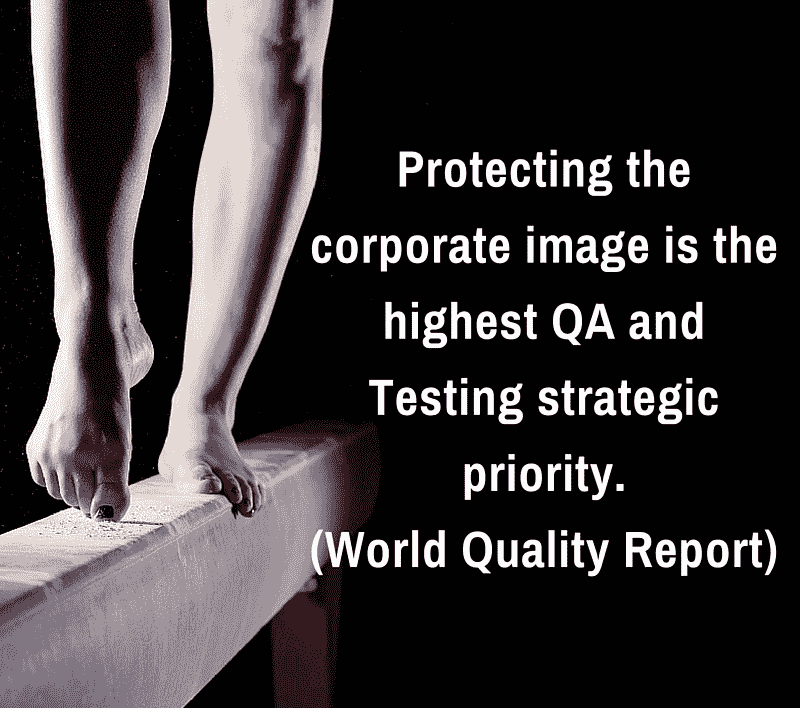 Protecting the
corporate image is the
highest QA and
Testing strategic
priority.
(World Quality Report)